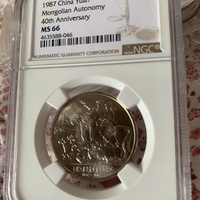 1987 China Yuan
Mongolian Autonomy
40th Anniversary
MS 66
4635588-046
NGC
NUMISMATIC GUARANTY CORPORATION